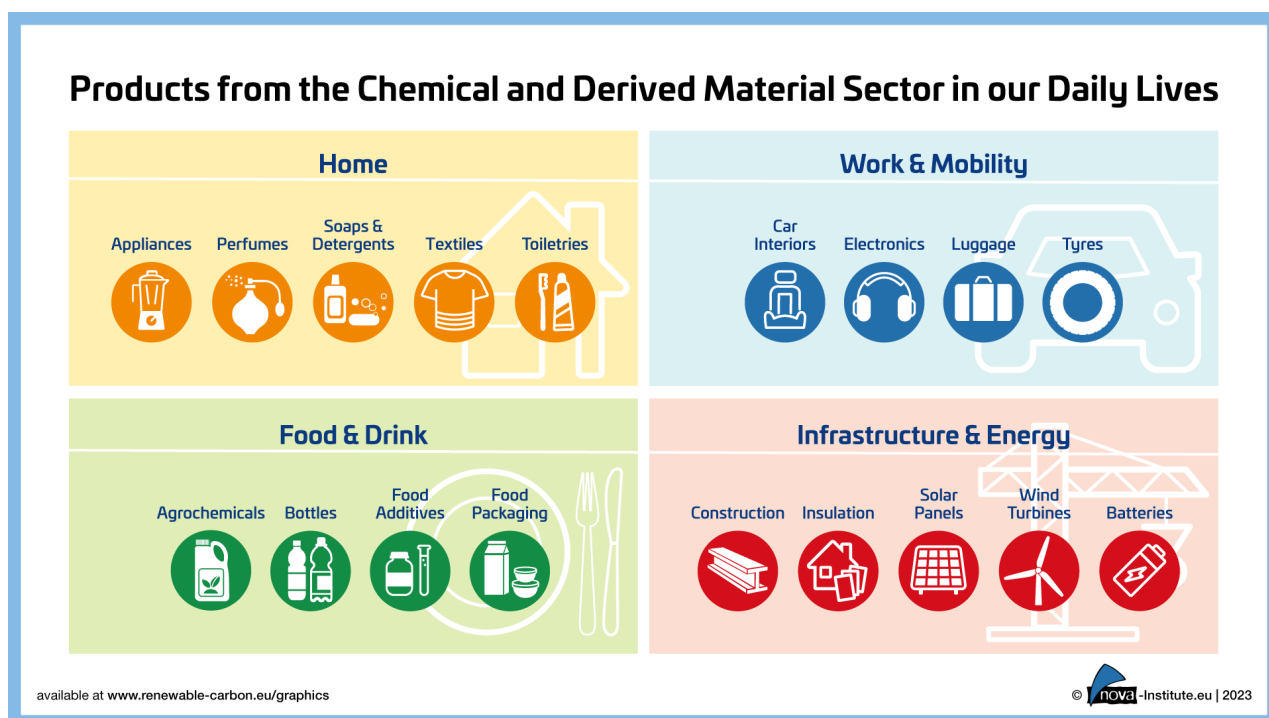 Products from the Chemical and Derived Material Sector in our Daily Lives
Home
Appliances
Perfumes
Soaps &
Detergents
Textiles
Toiletries
Work & Mobility
Car
Interiors
Electronics
Luggage
Tyres
Food & Drink
Agrochemicals
Bottles
Food
Additives
Food
Packaging
Infrastructure & Energy
Construction
Insulation
Solar
Panels
Wind
Turbines
Batteries
available at www.renewable-carbon.eu/graphics
© nova-Institute.eu | 2023